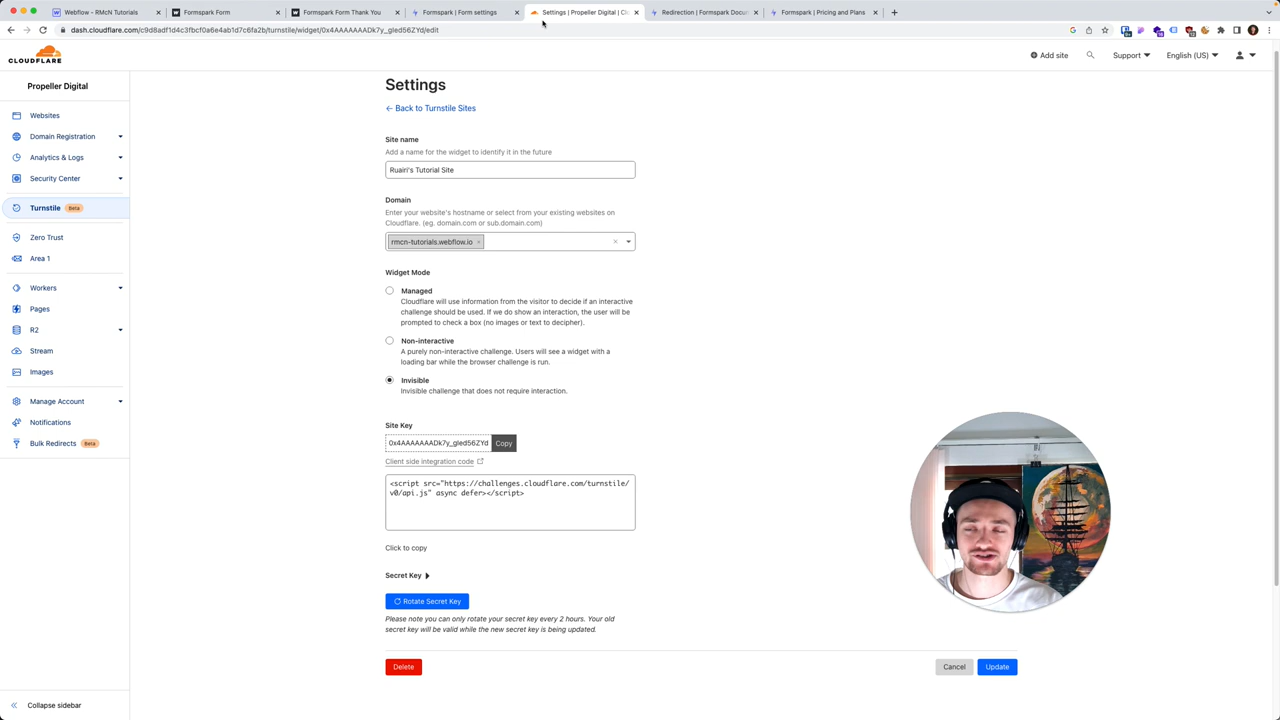 Webflow - RMcN Tutorials
Formspark Form
Formspark Form Thank You
Formspark | Form settings
Settings | Propeller Digital | Clo
Redirection | Formspark Docu
Formspark | Pricing and Plans
dash.cloudflare.com/c9d8adf1d4c3fbcf0a6e4ab1d7c6fa2b/turnstile/widget/0x4AAAAAAADk7y_gled56ZYd/edit
CLOUDFLARE
Add site
Support
English (US)
Propeller Digital
Websites
Domain Registration
Analytics & Logs
Security Center
Turnstile Beta
Zero Trust
Area 1
Workers
Pages
R2
Stream
Images
Manage Account
Notifications
Bulk Redirects Beta
Collapse sidebar
Settings
← Back to Turnstile Sites
Site name
Add a name for the widget to identify it in the future
Ruairi's Tutorial Site
Domain
Enter your website's hostname or select from your existing websites on
Cloudflare. (eg. domain.com or sub.domain.com)
rmcn-tutorials.webflow.io ×
Widget Mode
Managed
Cloudflare will use information from the visitor to decide if an interactive
challenge should be used. If we do show an interaction, the user will be
prompted to check a box (no images or text to decipher).
Non-interactive
A purely non-interactive challenge. Users will see a widget with a
loading bar while the browser challenge is run.
Invisible
Invisible challenge that does not require interaction.
Site Key
0x4AAAAAAADk7y_gled56ZYd Copy
Client side integration code
<script src="https://challenges.cloudflare.com/turnstile/
v0/api.js" async defer></script>
Click to copy
Secret Key
Rotate Secret Key
Please note you can only rotate your secret key every 2 hours. Your old
secret key will be valid while the new secret key is being updated.
Delete
Cancel
Update